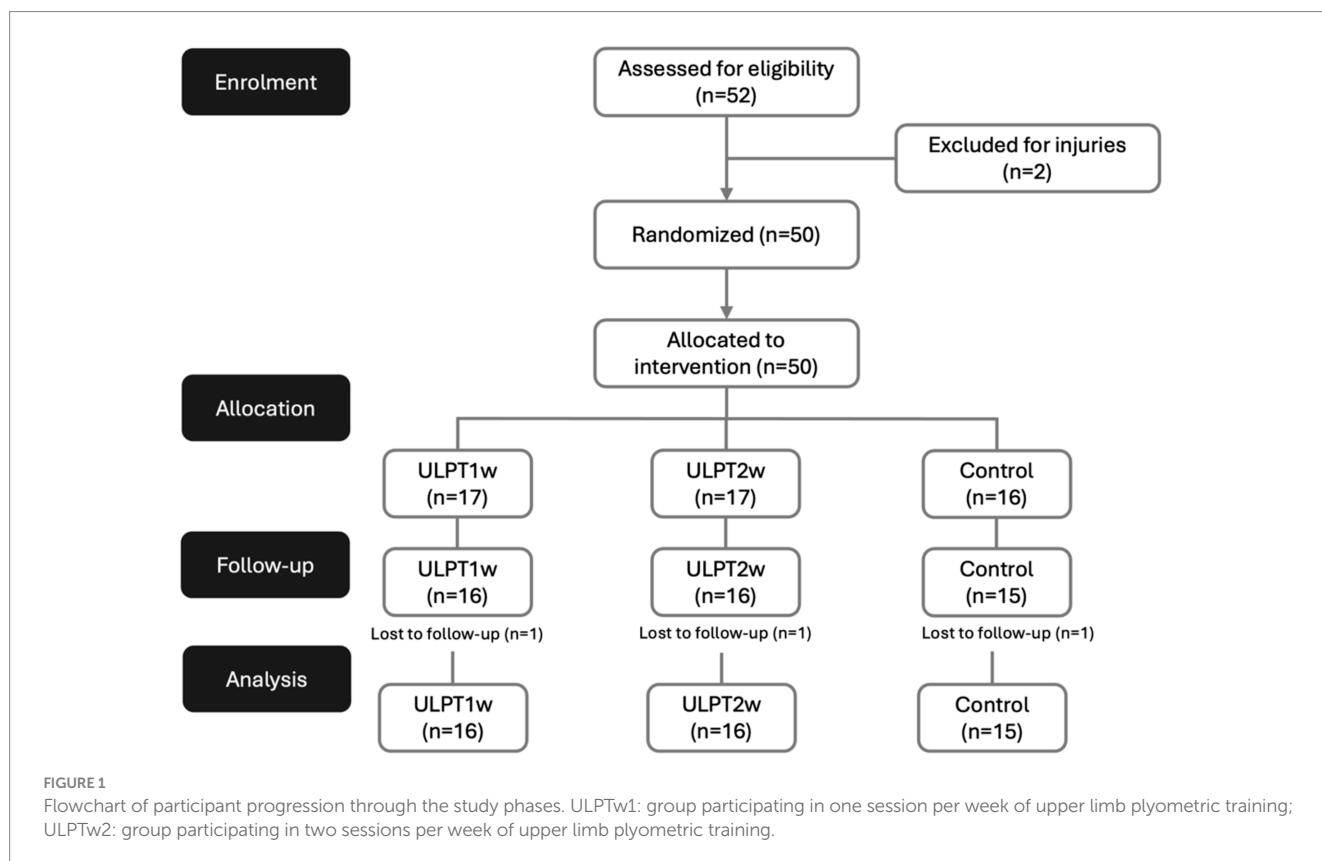 Enrolment
Assessed for eligibility
(n=52)
Excluded for injuries
(n=2)
Randomized (n=50)
Allocated to
intervention (n=50)
Allocation
ULPT1w
(n=17)
ULPT2w
(n=17)
Control
(n=16)
Follow-up
ULPT1w
(n=16)
ULPT2w
(n=16)
Control
(n=15)
Lost to follow-up (n=1)
Lost to follow-up (n=1)
Lost to follow-up (n=1)
Analysis
ULPT1w
(n=16)
ULPT2w
(n=16)
Control
(n=15)
FIGURE 1
Flowchart of participant progression through the study phases. ULPTw1: group participating in one session per week of upper limb plyometric training;
ULPTw2: group participating in two sessions per week of upper limb plyometric training.